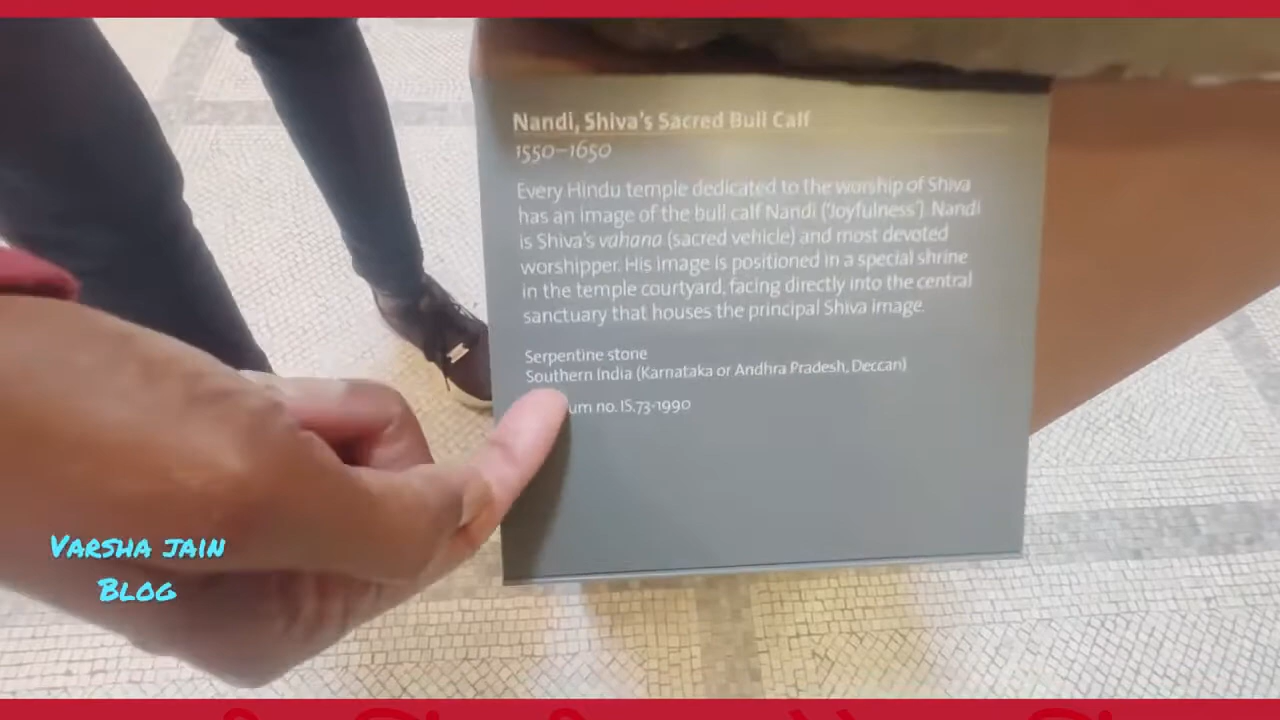 Nandi, Shiva's Sacred Bull Calf
1550–1650
Every Hindu temple dedicated to the worship of Shiva
has an image of the bull calf Nandi ('Joyfulness'). Nandi
is Shiva's vahana (sacred vehicle) and most devoted
worshipper. His image is positioned in a special shrine
in the temple courtyard, facing directly into the central
sanctuary that houses the principal Shiva image.
Serpentine stone
Southern India (Karnataka or Andhra Pradesh, Deccan)
um no. IS.73-1990
VARSHA JAIN
BLOG